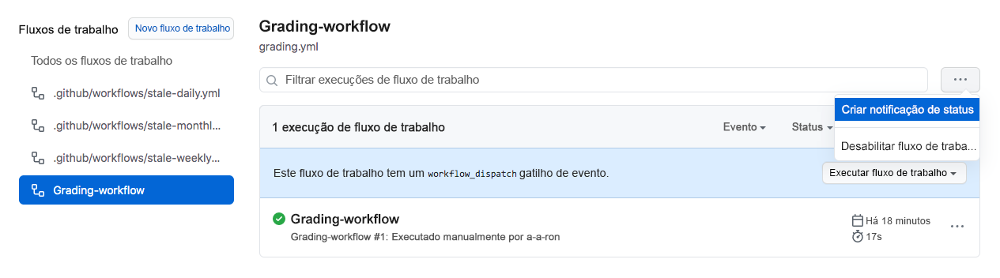 Fluxos de trabalho
Novo fluxo de trabalho
Todos os fluxos de trabalho
.github/workflows/stale-daily.yml
.github/workflows/stale-monthl...
.github/workflows/stale-weekly...
Grading-workflow
Grading-workflow
grading.yml
Filtrar execuções de fluxo de trabalho
...
Criar notificação de status
Desabilitar fluxo de traba...
1 execução de fluxo de trabalho
Evento
Status
Este fluxo de trabalho tem um workflow_dispatch gatilho de evento.
Executar fluxo de trabalho
Grading-workflow
Grading-workflow #1: Executado manualmente por a-a-ron
Há 18 minutos
17s
...